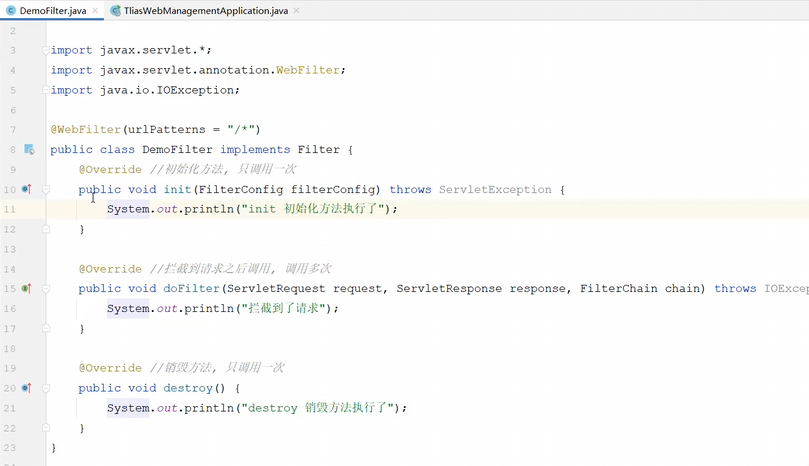 DemoFilter.java × TliasWebManagementApplication.java ×
2
3 import javax.servlet.*;
4 import javax.servlet.annotation.WebFilter;
5 import java.io.IOException;
6
7 @WebFilter(urlPatterns = "/*")
8 public class DemoFilter implements Filter {
9 @Override //初始化方法, 只调用一次
10 public void init(FilterConfig filterConfig) throws ServletException {
11 System.out.println("init 初始化方法执行了");
12 }
13
14 @Override //拦截到请求之后调用, 调用多次
15 public void doFilter(ServletRequest request, ServletResponse response, FilterChain chain) throws IOExcep
16 System.out.println("拦截到了请求");
17 }
18
19 @Override //销毁方法, 只调用一次
20 public void destroy() {
21 System.out.println("destroy 销毁方法执行了");
22 }
23 }